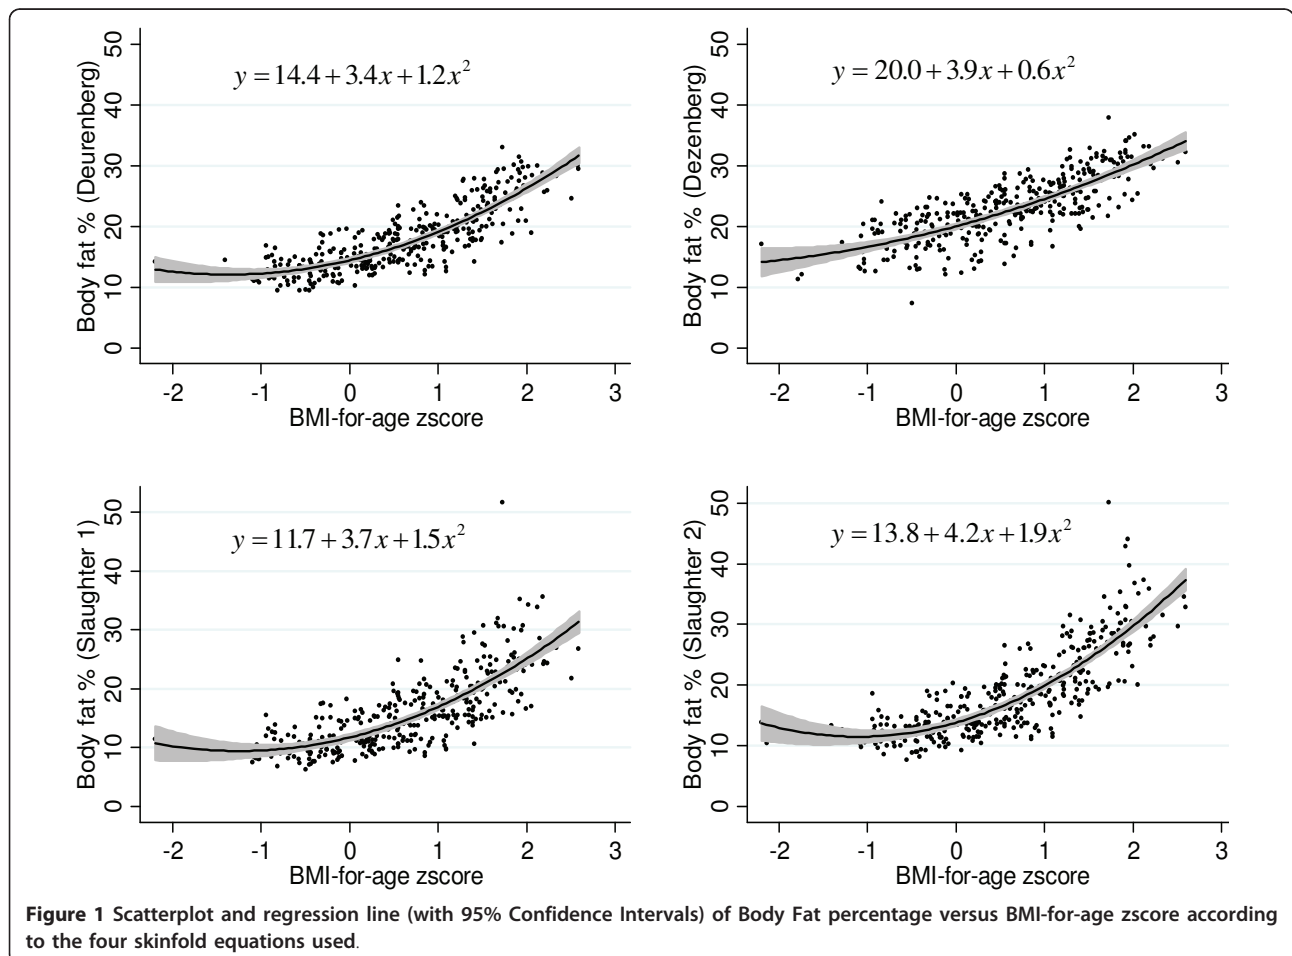 y = 14.4 + 3.4x + 1.2x²
Body fat % (Deurenberg)
50
40
30
20
10
0
-2 -1 0 1 2 3
BMI-for-age zscore
y = 20.0 + 3.9x + 0.6x²
Body fat % (Dezenberg)
50
40
30
20
10
0
-2 -1 0 1 2 3
BMI-for-age zscore
y = 11.7 + 3.7x + 1.5x²
Body fat % (Slaughter 1)
50
40
30
20
10
0
-2 -1 0 1 2 3
BMI-for-age zscore
y = 13.8 + 4.2x + 1.9x²
Body fat % (Slaughter 2)
50
40
30
20
10
0
-2 -1 0 1 2 3
BMI-for-age zscore
Figure 1 Scatterplot and regression line (with 95% Confidence Intervals) of Body Fat percentage versus BMI-for-age zscore according
to the four skinfold equations used.